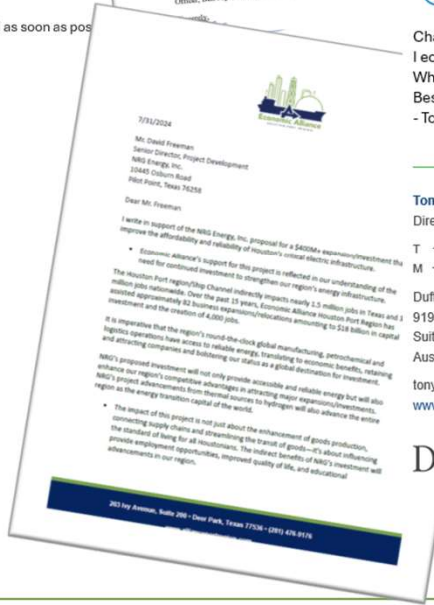 as soon as pos
Economic Alliance
7/31/2024
Mr. David Freeman
Senior Director, Project Development
NRG Energy, Inc.
10445 Osburn Road
Pilot Point, Texas 76258
Dear Mr. Freeman
I write in support of the NRG Energy, Inc. proposal for a $400M+ expansion/investment tha
improve the affordability and reliability of Houston's critical electric infrastructure.
• Economic Alliance's support for this project is reflected in our understanding of the
need for continued investment to strengthen our region's energy infrastructure.
The Houston Port region/Ship Channel indirectly impacts nearly 1.5 million jobs in Texas and 1
million jobs nationwide. Over the past 15 years, Economic Alliance Houston Port Region has
assisted approximately 82 business expansions/relocations amounting to $18 billion in capital
investment and the creation of 4,000 jobs.
It is imperative that the region's round-the-clock global manufacturing, petrochemical and
logistics operations have access to reliable energy, translating to economic benefits, retaining
and attracting companies and bolstering our status as a global destination for investment.
NRG's proposed investment will not only provide accessible and reliable energy but will also
enhance our region's competitive advantages in attracting major expansions/investments.
NRG's project advancements from thermal sources to hydrogen will also advance the entire
region as the energy transition capital of the world.
• The impact of this project is not just about the enhancement of goods production,
connecting supply chains and streamlining the transit of goods—it's about influencing
the standard of living for all Houstonians. The indirect benefits of NRG's investment will
provide employment opportunities, improved quality of life, and educational
advancements in our region,
203 Ivy Avenue, Suite 200 • Deer Park, Texas 77536 • (281) 476-9176
Cha
I ec
Wh
Bes
- To
Tom
Dire
T
M
Duf
919
Suit
Aus
tony
www
D